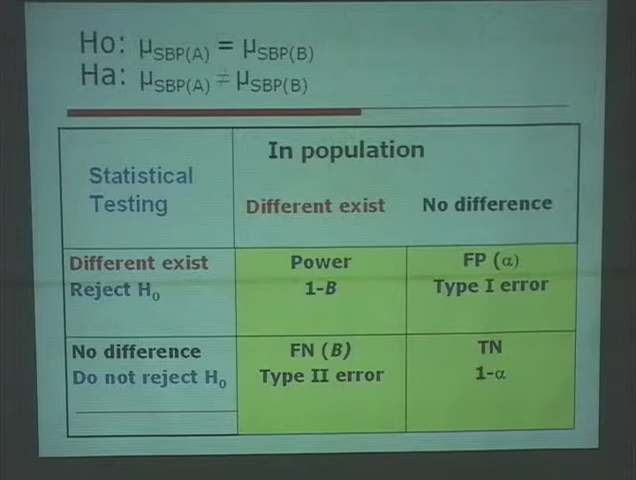 Ho: μSBP(A) = μSBP(B)
Ha: μSBP(A) ≠ μSBP(B)
Statistical Testing
In population
Different exist
No difference
Different exist
Reject H0
Power
1-B
FP (α)
Type I error
No difference
Do not reject H0
FN (B)
Type II error
TN
1-α